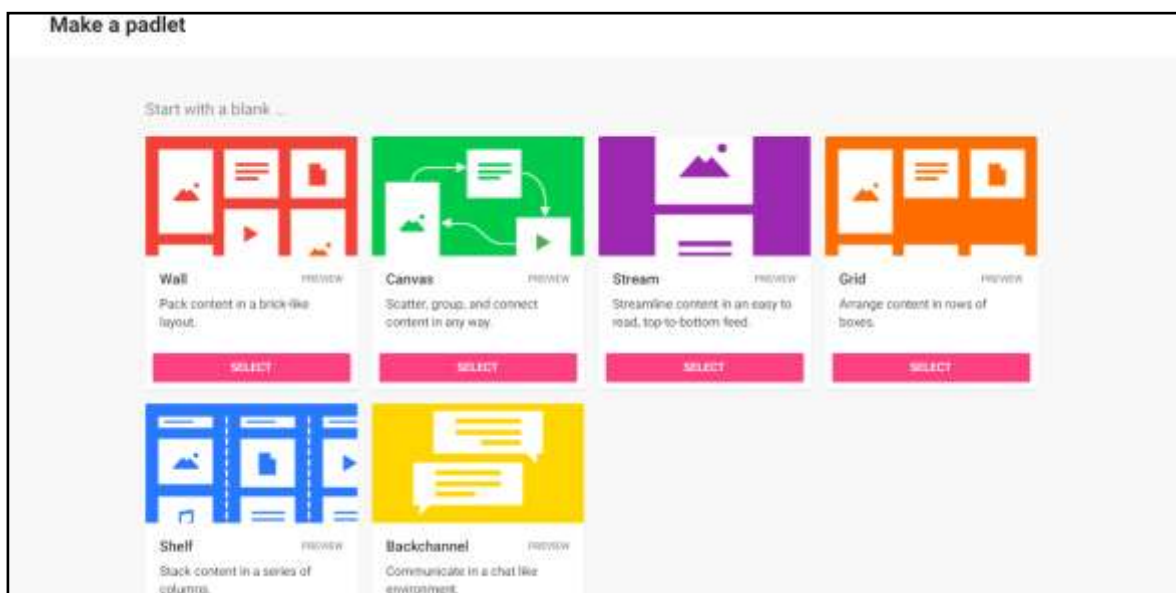 Make a padlet
Start with a blank ...
Wall PREVIEW
Pack content in a brick-like
layout.
SELECT
Canvas PREVIEW
Scatter, group, and connect
content in any way.
SELECT
Stream PREVIEW
Streamline content in an easy to
read, top-to-bottom feed.
SELECT
Grid PREVIEW
Arrange content in rows of
boxes.
SELECT
Shelf PREVIEW
Stack content in a series of
columns.
Backchannel PREVIEW
Communicate in a chat like
environment.